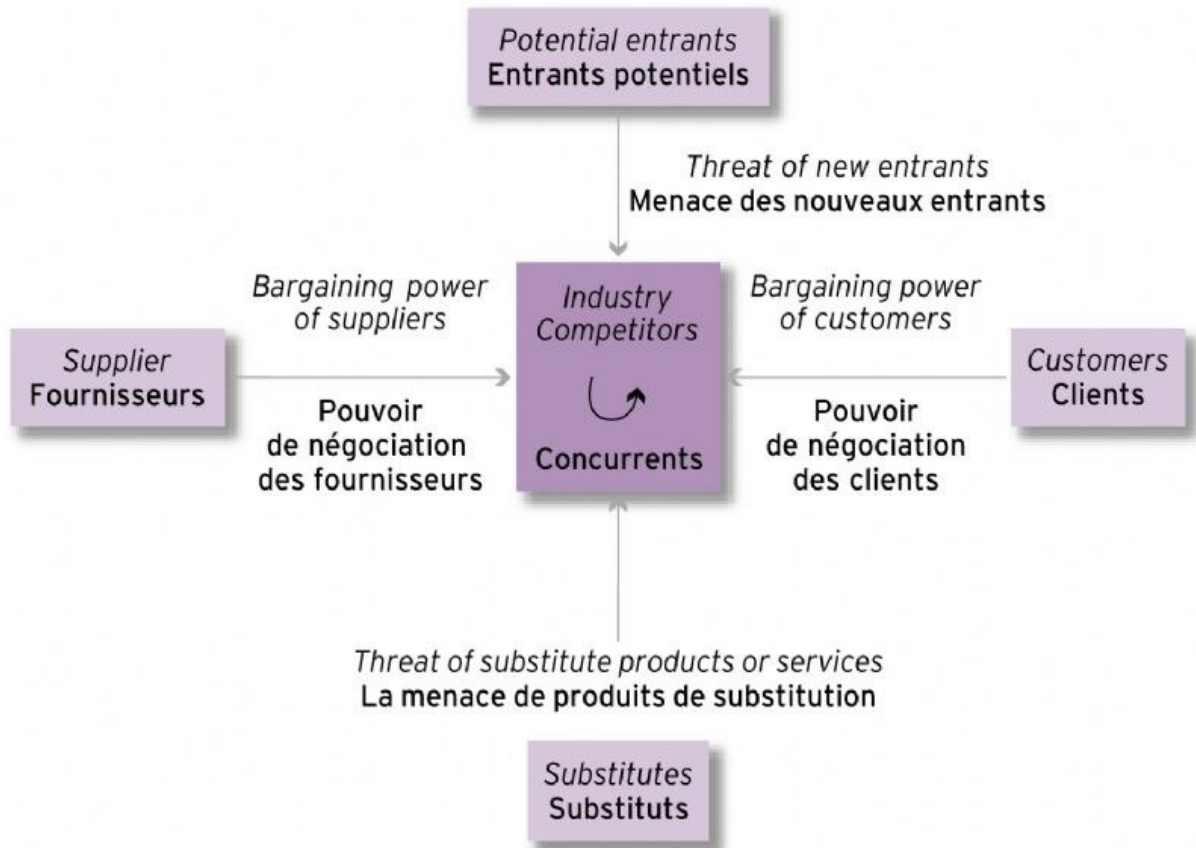 Potential entrants
Entrants potentiels
Threat of new entrants
Menace des nouveaux entrants
Bargaining power
of suppliers
Supplier
Fournisseurs
Pouvoir
de négociation
des fournisseurs
Industry
Competitors
Concurrents
Bargaining power
of customers
Pouvoir
de négociation
des clients
Customers
Clients
Threat of substitute products or services
La menace de produits de substitution
Substitutes
Substituts